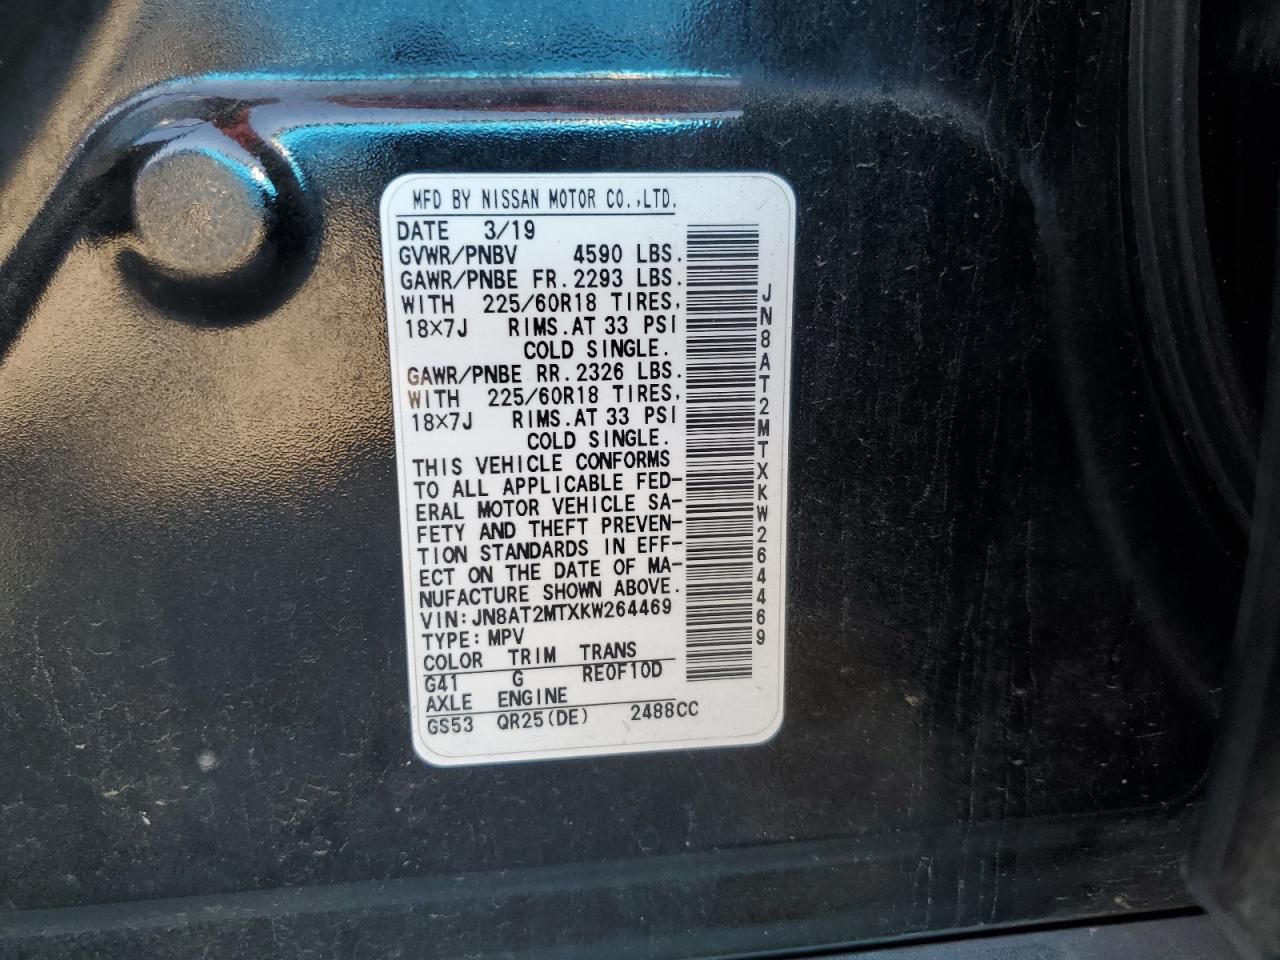 MFD BY NISSAN MOTOR CO.,LTD.
DATE 3/19
GVWR/PNBV 4590 LBS.
GAWR/PNBE FR.2293 LBS.
WITH 225/60R18 TIRES,
18×7J RIMS.AT 33 PSI
COLD SINGLE.
GAWR/PNBE RR.2326 LBS.
WITH 225/60R18 TIRES,
18×7J RIMS.AT 33 PSI
COLD SINGLE.
THIS VEHICLE CONFORMS
TO ALL APPLICABLE FED-
ERAL MOTOR VEHICLE SA-
FETY AND THEFT PREVEN-
TION STANDARDS IN EFF-
ECT ON THE DATE OF MA-
NUFACTURE SHOWN ABOVE.
VIN:JN8AT2MTXKW264469
TYPE:MPV
COLOR TRIM TRANS
G41 G RE0F10D
AXLE ENGINE
GS53 QR25(DE) 2488CC
JN8AT2MTXKW264469